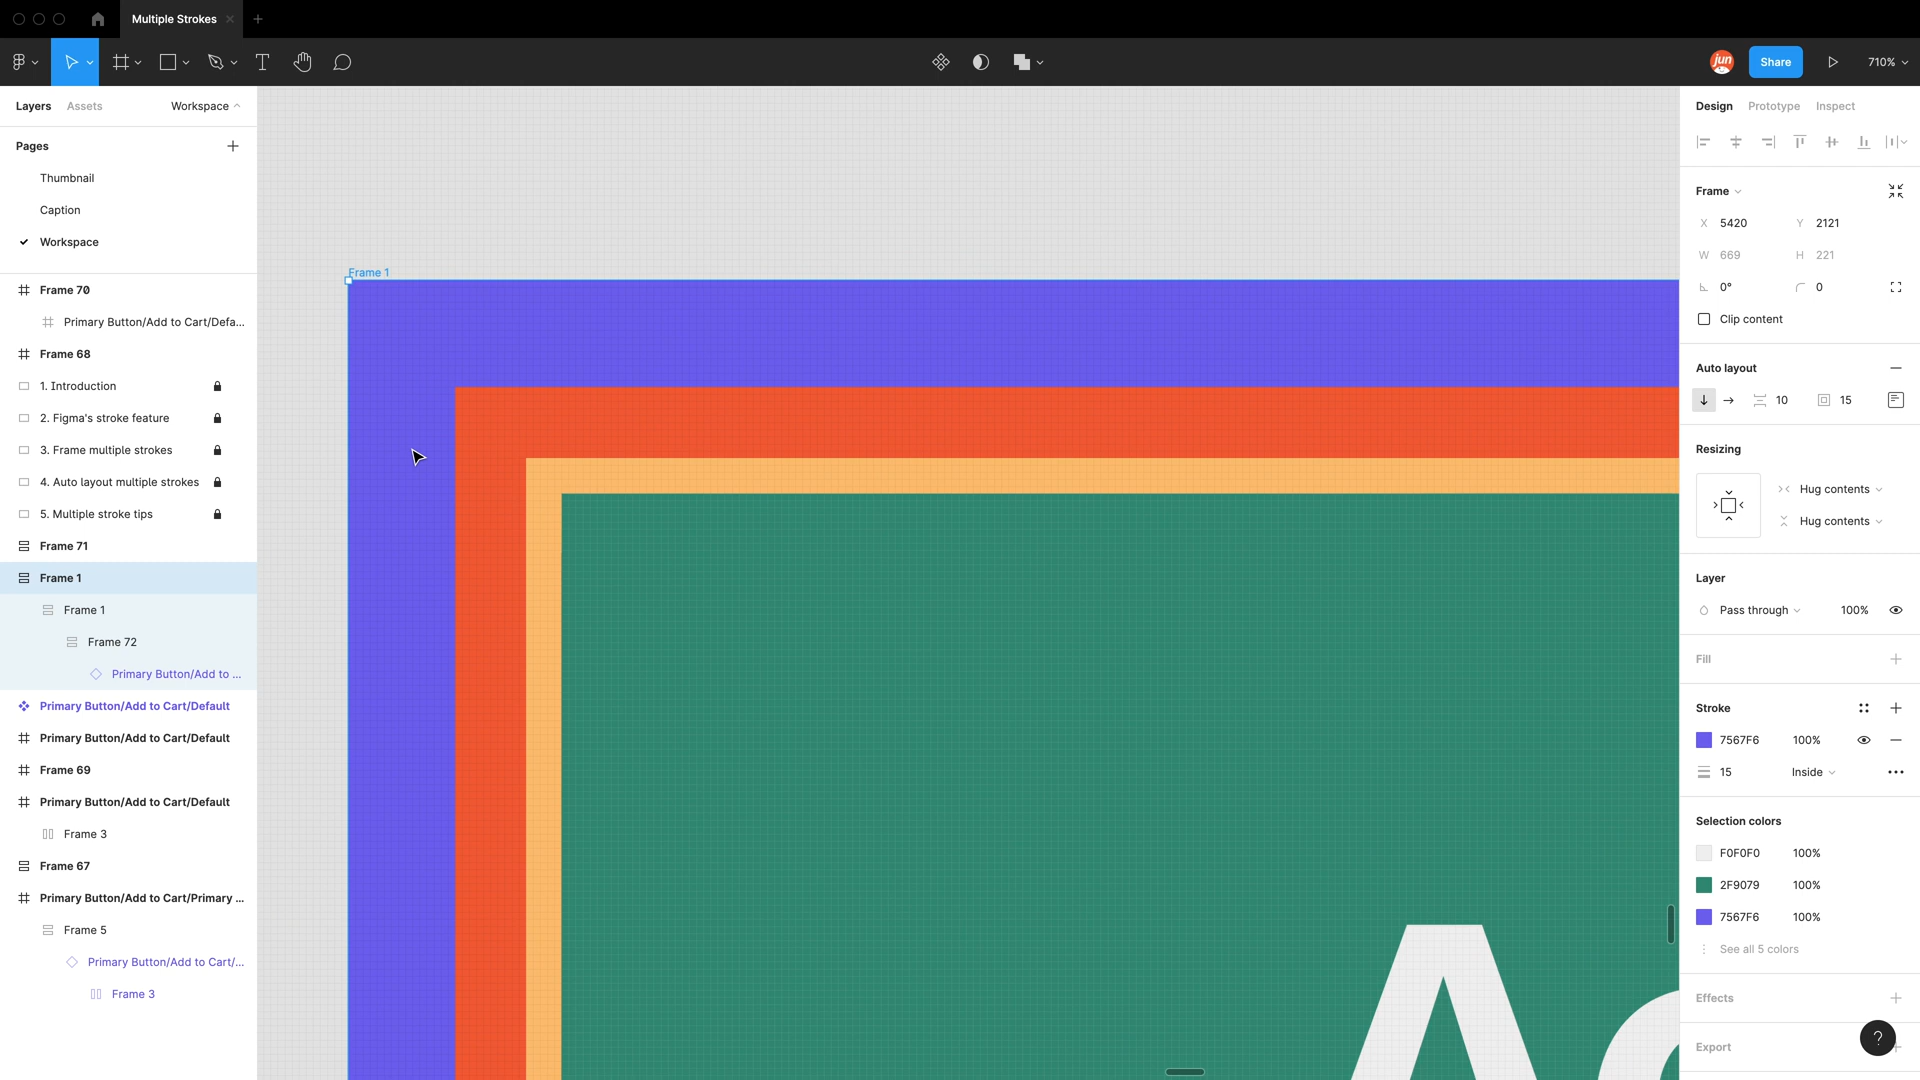 Multiple Strokes
jun
Share
710%
Layers
Assets
Workspace
Pages
Thumbnail
Caption
Workspace
Frame 70
Primary Button/Add to Cart/Defa...
Frame 68
1. Introduction
2. Figma's stroke feature
3. Frame multiple strokes
4. Auto layout multiple strokes
5. Multiple stroke tips
Frame 71
Frame 1
Frame 1
Frame 72
Primary Button/Add to ...
Primary Button/Add to Cart/Default
Primary Button/Add to Cart/Default
Frame 69
Primary Button/Add to Cart/Default
Frame 3
Frame 67
Primary Button/Add to Cart/Primary ...
Frame 5
Primary Button/Add to Cart/...
Frame 3
Frame 1
A
Design
Prototype
Inspect
Frame
X 5420 Y 2121
W 669 H 221
0° 0
Clip content
Auto layout
10 15
Resizing
Hug contents
Hug contents
Layer
Pass through 100%
Fill
Stroke
7567F6 100%
15 Inside
Selection colors
F0F0F0 100%
2F9079 100%
7567F6 100%
See all 5 colors
Effects
Export
?